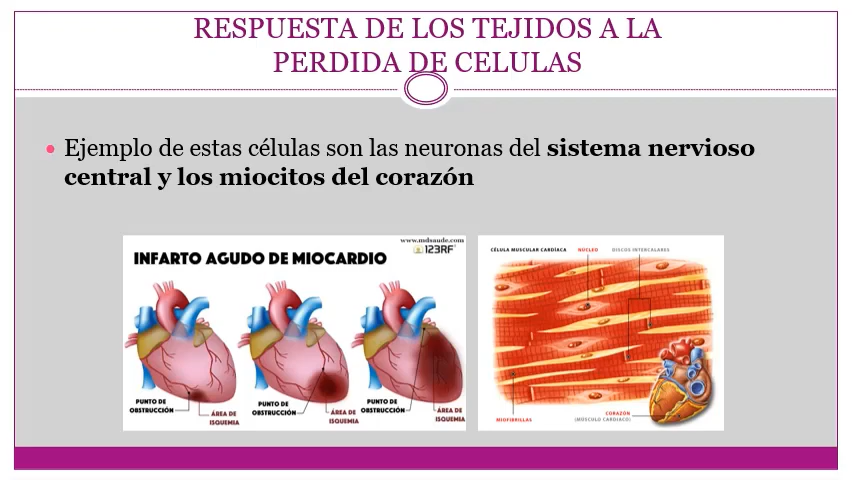 RESPUESTA DE LOS TEJIDOS A LA
PERDIDA DE CELULAS
Ejemplo de estas células son las neuronas del sistema nervioso
central y los miocitos del corazón
www.mdsaude.com
123RF
INFARTO AGUDO DE MIOCARDIO
PUNTO DE
OBSTRUCCIÓN
ÁREA DE
ISQUEMIA
PUNTO DE
OBSTRUCCIÓN
ÁREA DE
ISQUEMIA
PUNTO DE
OBSTRUCCIÓN
ÁREA DE
ISQUEMIA
CÉLULA MUSCULAR CARDÍACA
NUCLEO
DISCOS INTERCALARES
MIOFIBRILLAS
CORAZÓN
(MÚSCULO CARDIACO)